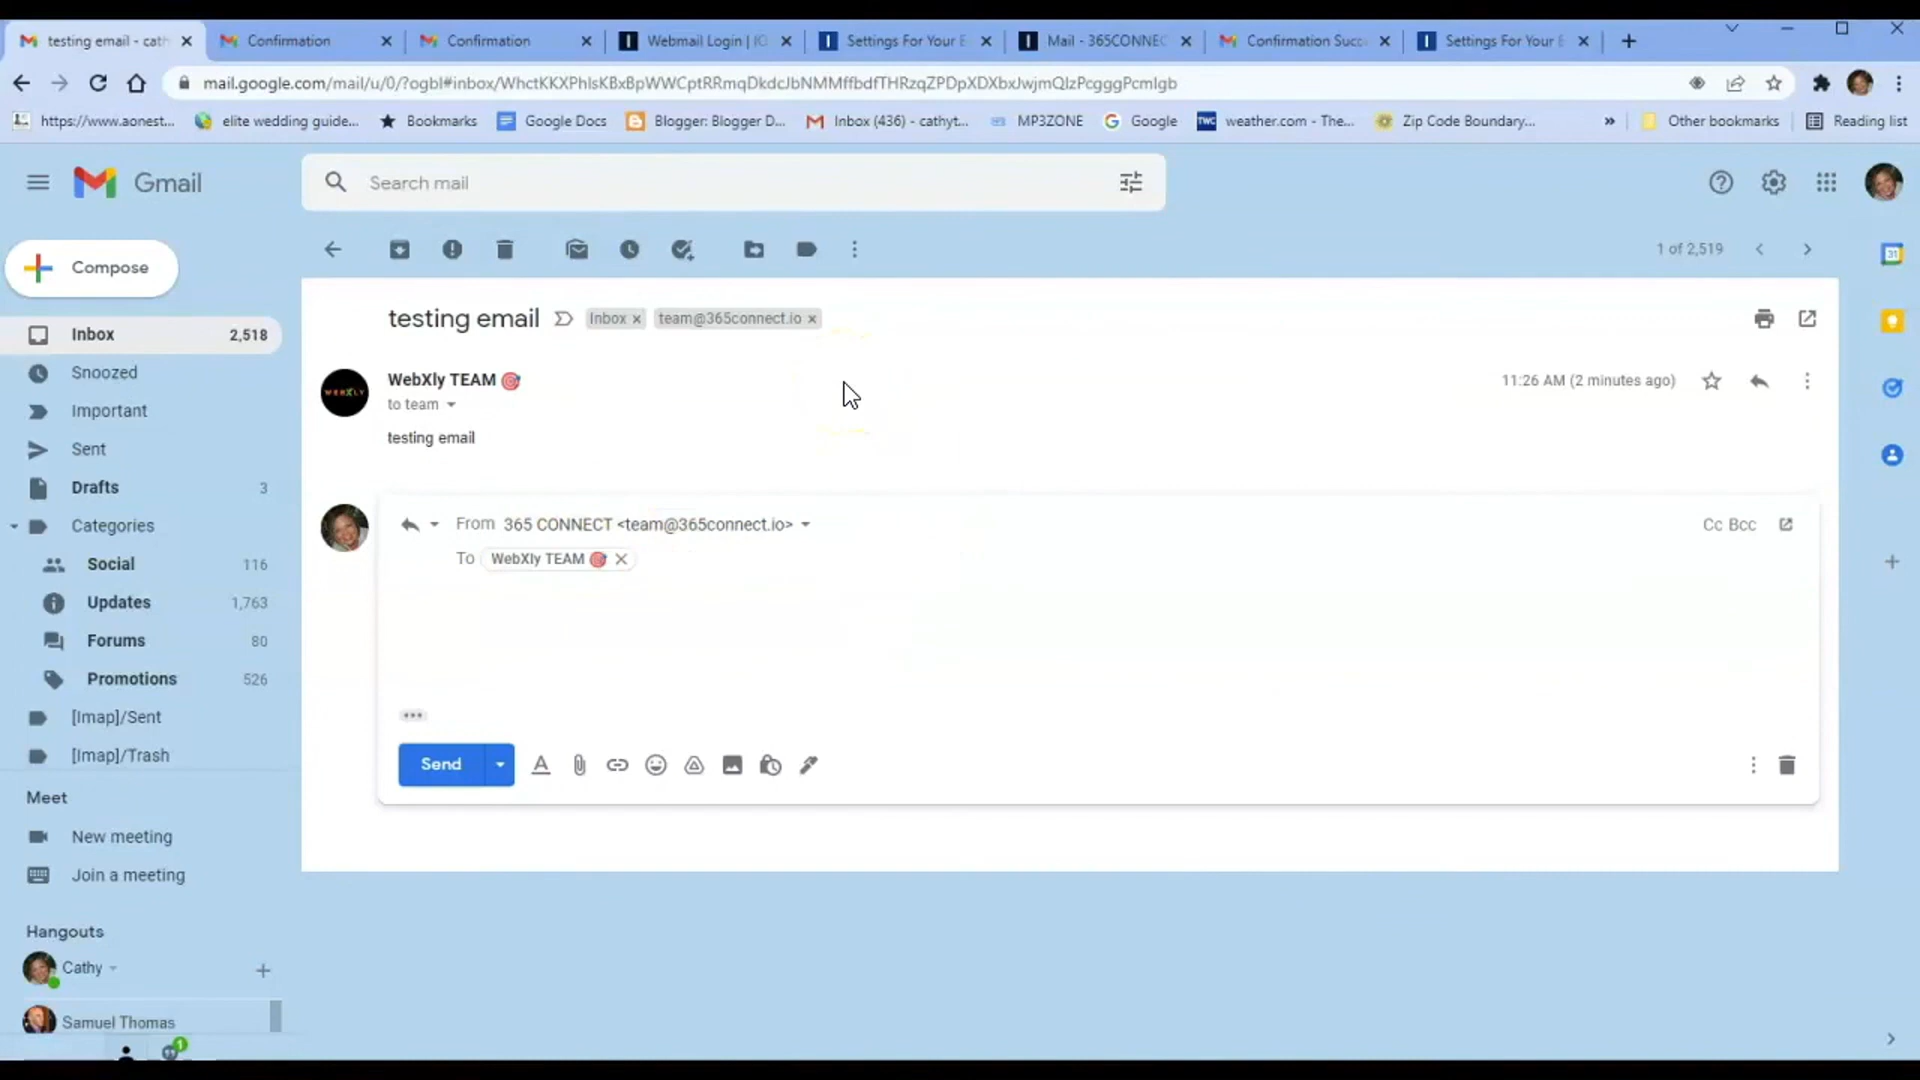 testing email - cath
Confirmation
Confirmation
Webmail Login | IO
Settings For Your E
Mail - 365CONNEC
Confirmation Succ
Settings For Your E
mail.google.com/mail/u/0/?ogbl#inbox/WhctKKXPhlsKBxBpWWCptRRmqDkdcJbNMMffbdfTHRzqZPDpXDXbxJwjmQlzPcgggPcmlgb
https://www.aonest...
elite wedding guide...
Bookmarks
Google Docs
Blogger: Blogger D...
Inbox (436) - cathyt...
MP3ZONE
Google
TWC
weather.com - The...
Zip Code Boundary...
»
Other bookmarks
Reading list
Gmail
Search mail
Compose
1 of 2,519
31
Inbox 2,518
Snoozed
Important
Sent
Drafts 3
Categories
Social 116
Updates 1,763
Forums 80
Promotions 526
[Imap]/Sent
[Imap]/Trash
Meet
New meeting
Join a meeting
Hangouts
Cathy
Samuel Thomas
1
testing email
Inbox ×
team@365connect.io ×
WEBXLY
WebXly TEAM 🎯
11:26 AM (2 minutes ago)
to team
testing email
From 365 CONNECT <team@365connect.io>
Cc Bcc
To WebXly TEAM 🎯
Send